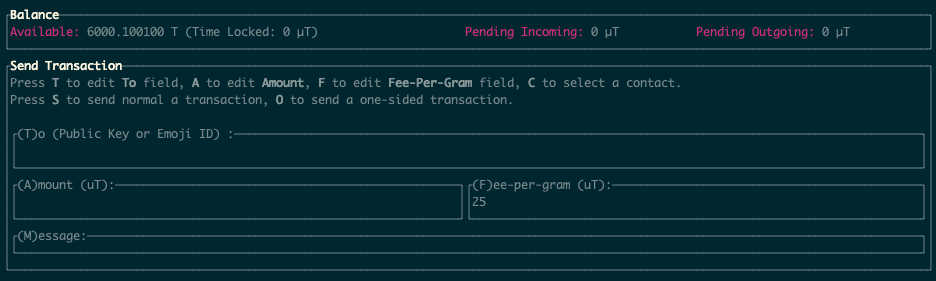 Balance
Available: 6000.100100 T (Time Locked: 0 µT) Pending Incoming: 0 µT Pending Outgoing: 0 µT
Send Transaction
Press T to edit To field, A to edit Amount, F to edit Fee-Per-Gram field, C to select a contact.
Press S to send normal a transaction, O to send a one-sided transaction.
(T)o (Public Key or Emoji ID) :
(A)mount (uT): (F)ee-per-gram (uT):
25
(M)essage: